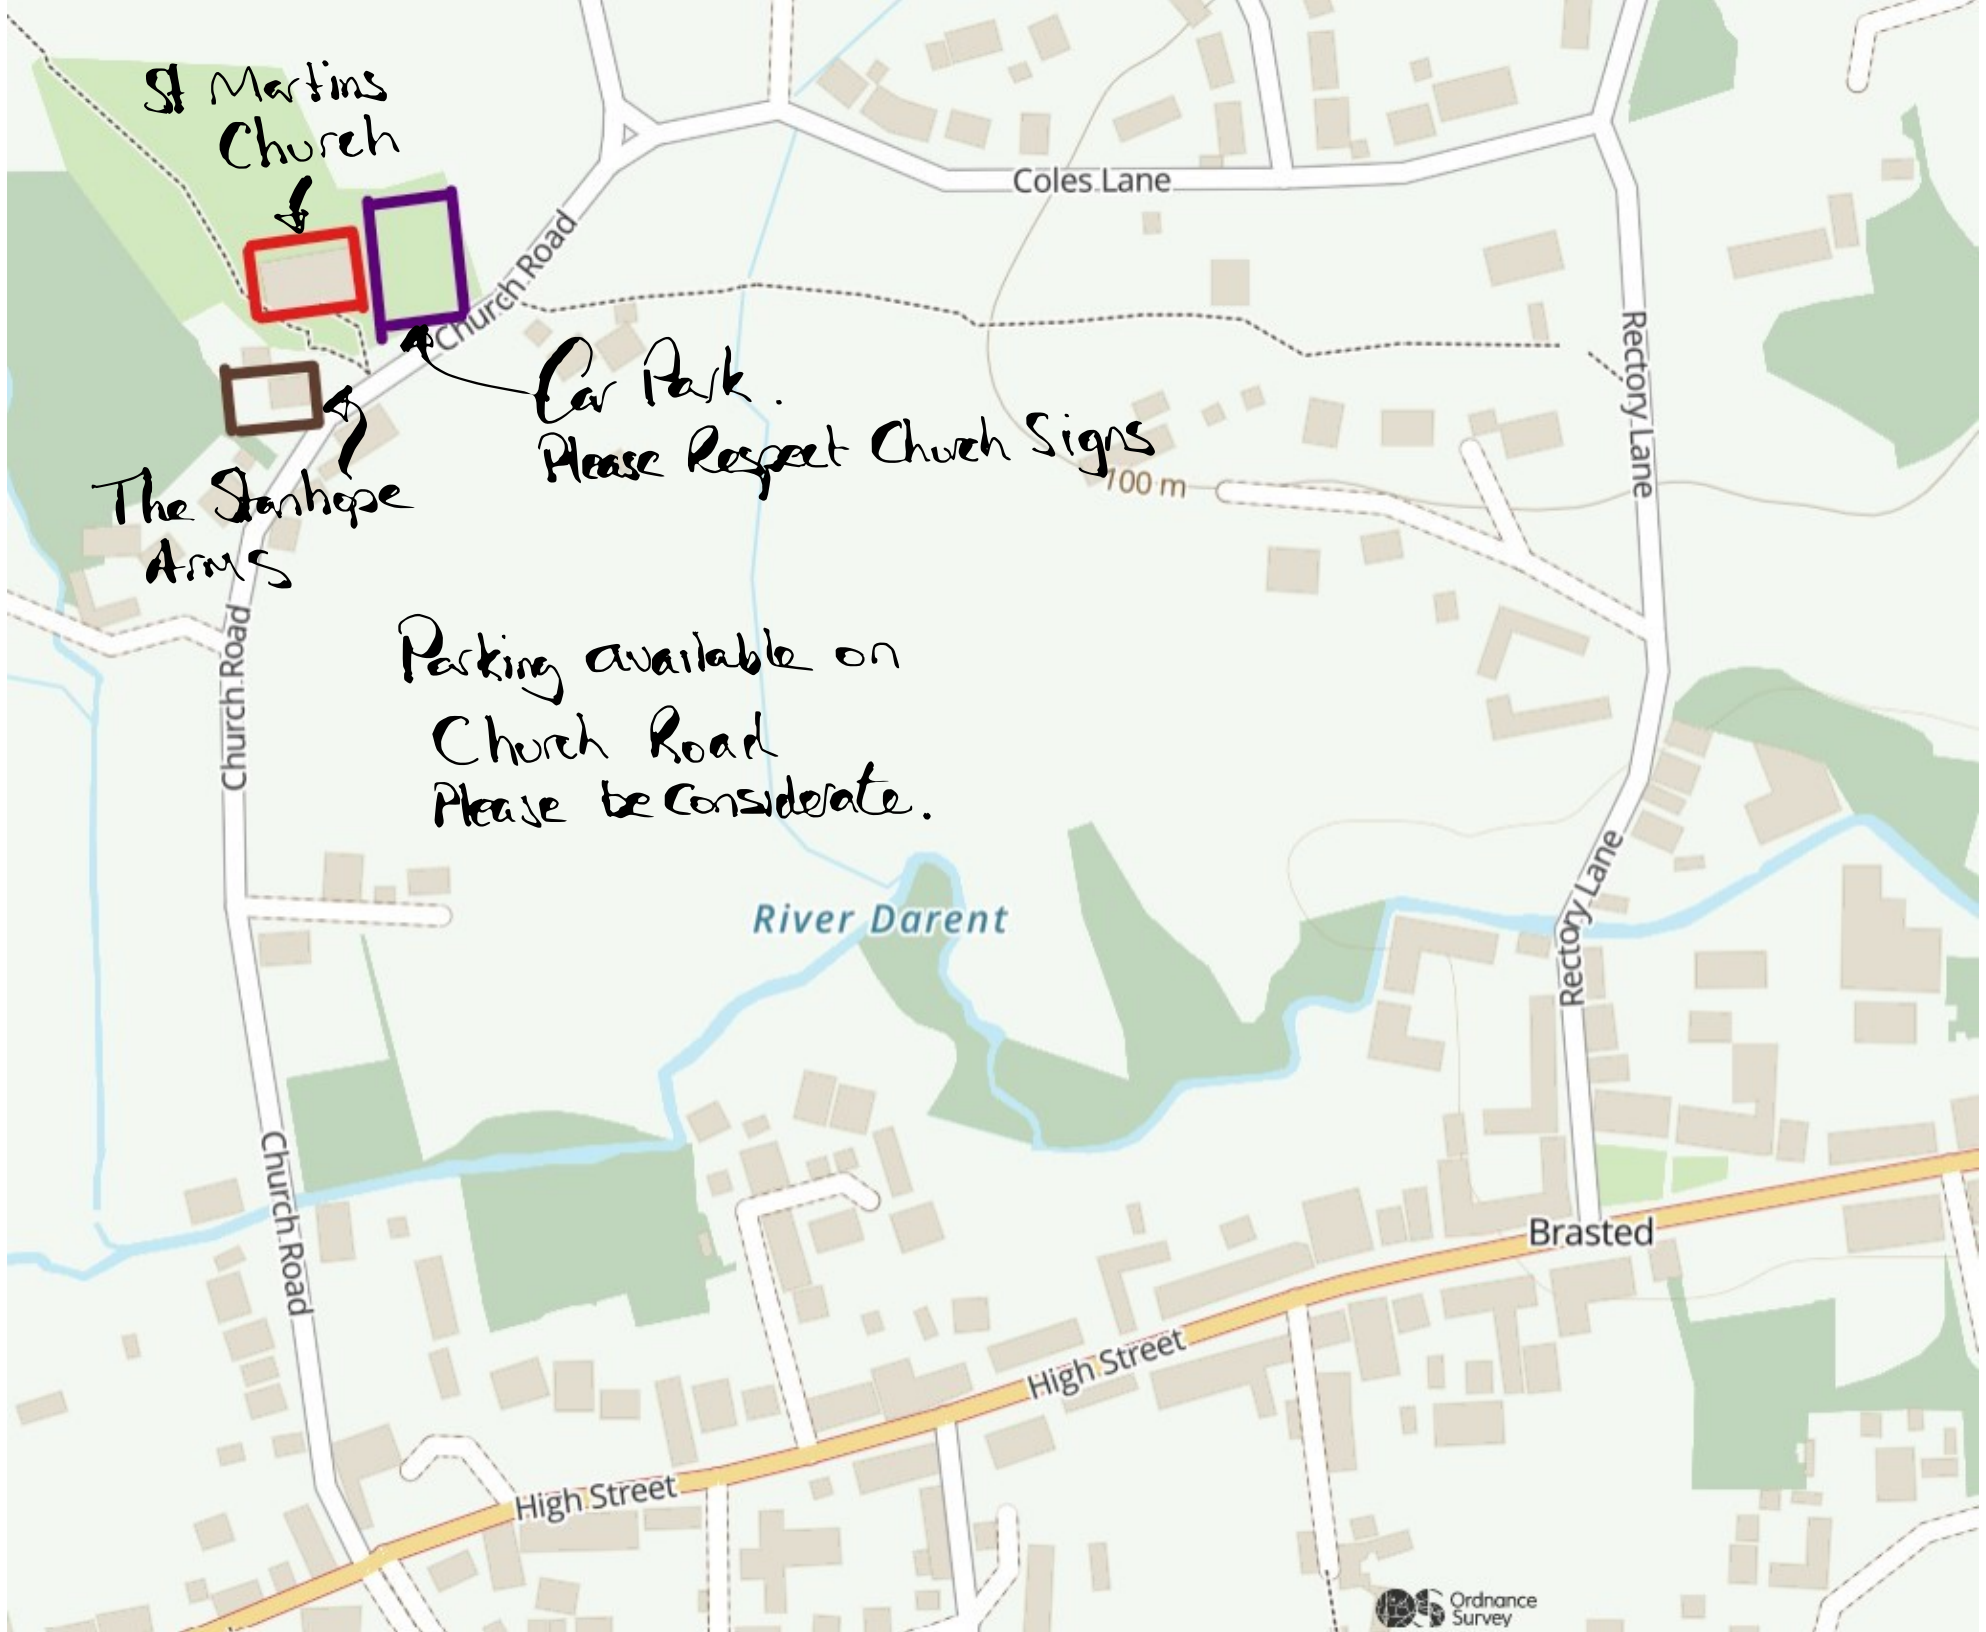 St Martins
Church
Coles Lane
Church Road
Car Park.
Please Respect Church Signs
Rectory Lane
100 m
The Stanhope
Arms
Church Road
Parking available on
Church Road
Please be Considerate.
Rectory Lane
River Darent
Church Road
Brasted
High Street
High Street
OS Ordnance
Survey